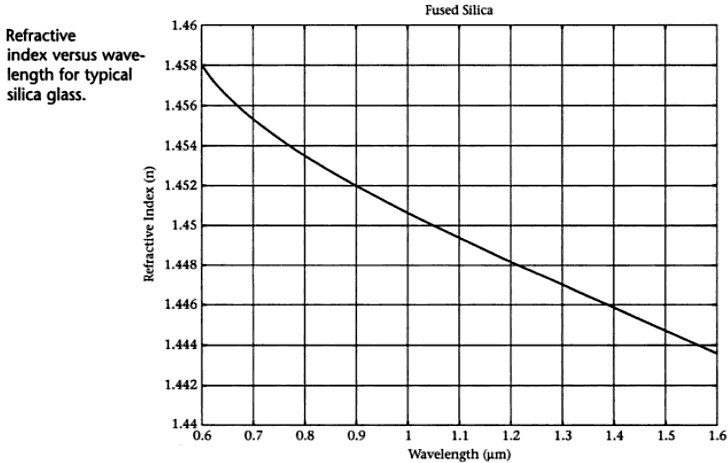 Fused Silica
Refractive
index versus wave-
length for typical
silica glass.
1.46
1.458
1.456
1.454
1.452
1.45
1.448
1.446
1.444
1.442
1.44
Refractive Index (n)
0.6 0.7 0.8 0.9 1 1.1 1.2 1.3 1.4 1.5 1.6
Wavelength (µm)